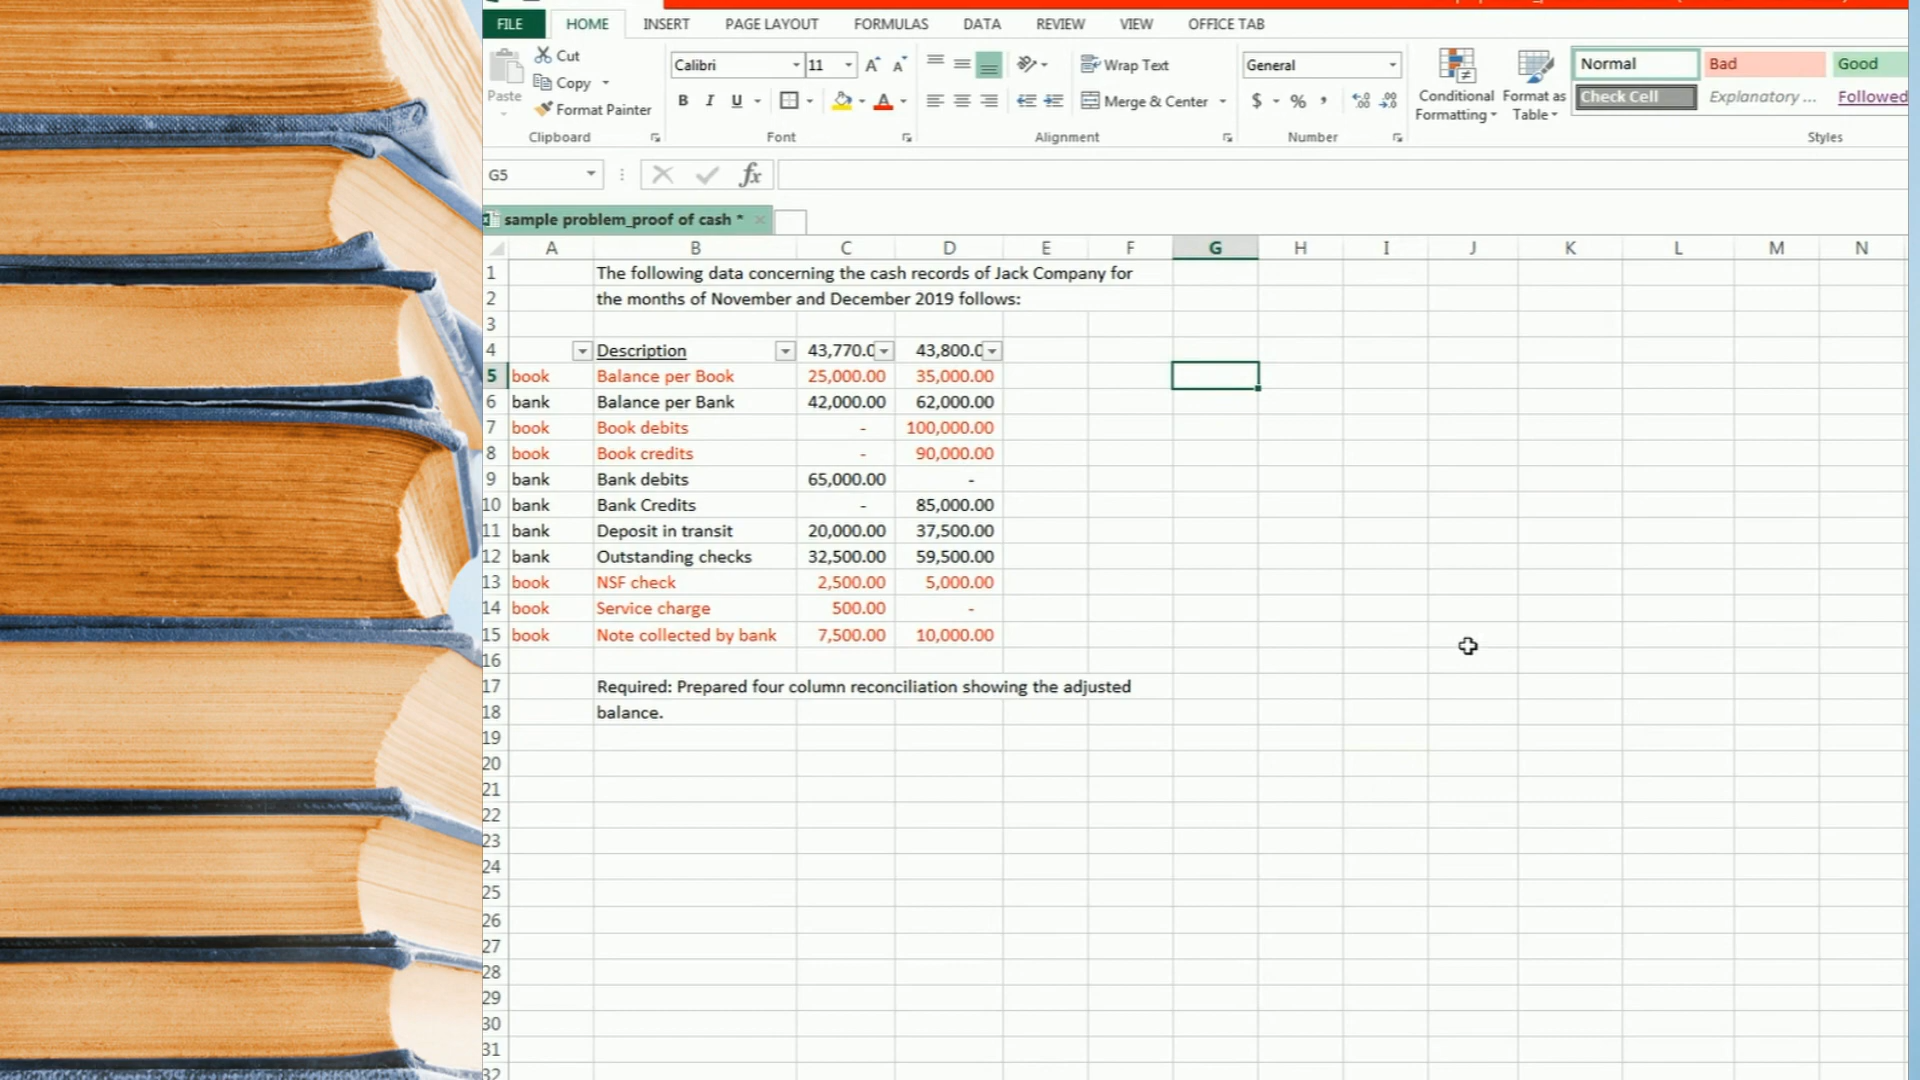 FILE HOME INSERT PAGE LAYOUT FORMULAS DATA REVIEW VIEW OFFICE TAB
Paste Cut Calibri 11 Wrap Text General Conditional Formatting Format as Table Normal Bad Good
Copy B I U Merge & Center $ % Check Cell Explanatory ... Followed
Format Painter
Clipboard Font Alignment Number Styles
G5 fx
sample problem_proof of cash *
A B C D E F G H I J K L M N
1 The following data concerning the cash records of Jack Company for
2 the months of November and December 2019 follows:
3
4 Description 43,770.0 43,800.0
5 book Balance per Book 25,000.00 35,000.00
6 bank Balance per Bank 42,000.00 62,000.00
7 book Book debits - 100,000.00
8 book Book credits - 90,000.00
9 bank Bank debits 65,000.00 -
10 bank Bank Credits - 85,000.00
11 bank Deposit in transit 20,000.00 37,500.00
12 bank Outstanding checks 32,500.00 59,500.00
13 book NSF check 2,500.00 5,000.00
14 book Service charge 500.00 -
15 book Note collected by bank 7,500.00 10,000.00
16
17 Required: Prepared four column reconciliation showing the adjusted
18 balance.
19
20
21
22
23
24
25
26
27
28
29
30
31
32